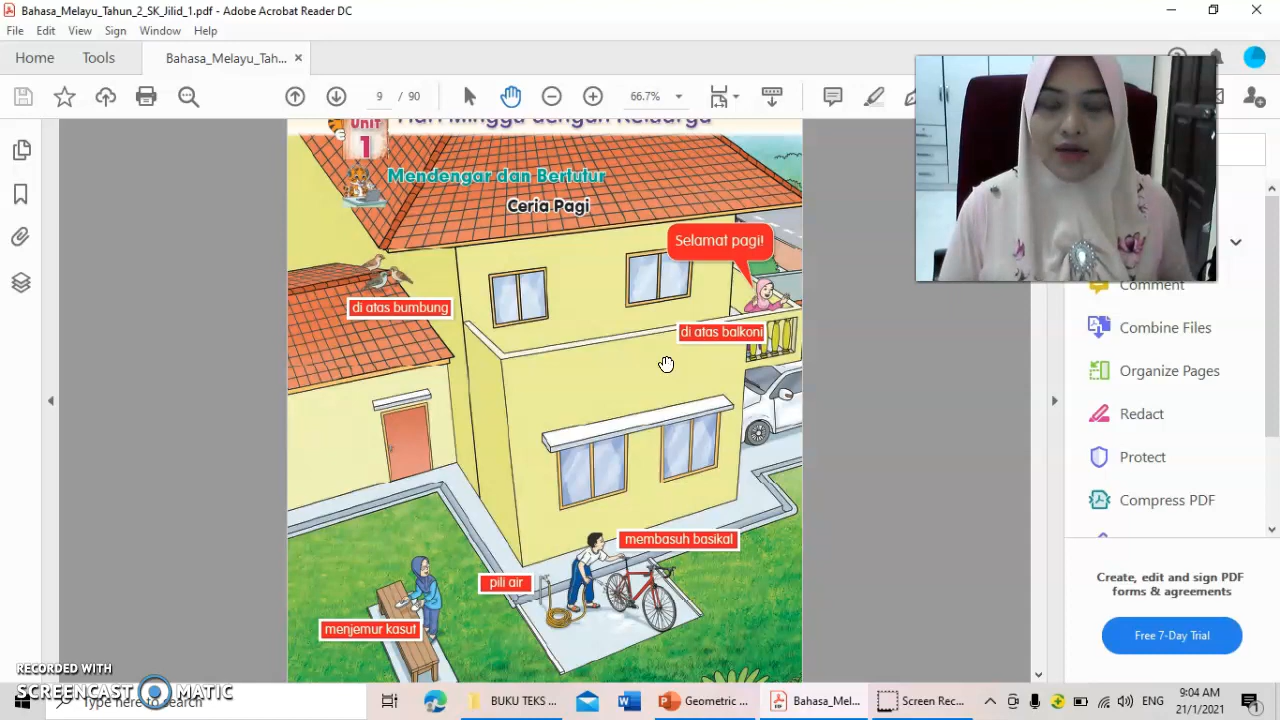 Bahasa_Melayu_Tahun_2_SK_Jilid_1.pdf - Adobe Acrobat Reader DC
File Edit View Sign Window Help
Home Tools Bahasa_Melayu_Tah... ×
9 / 90 66.7%
Unit
1
Hari Minggu dengan Keluarga
Mendengar dan Bertutur
Ceria Pagi
Selamat pagi!
di atas bumbung
di atas balkoni
membasuh basikal
pili air
menjemur kasut
Comment
Combine Files
Organize Pages
Redact
Protect
Compress PDF
Create, edit and sign PDF
forms & agreements
Free 7-Day Trial
RECORDED WITH
SCREENCAST MATIC
Type here to search
BUKU TEKS ...
Geometric ...
Bahasa_Mel...
Screen Rec...
ENG
9:04 AM
21/1/2021